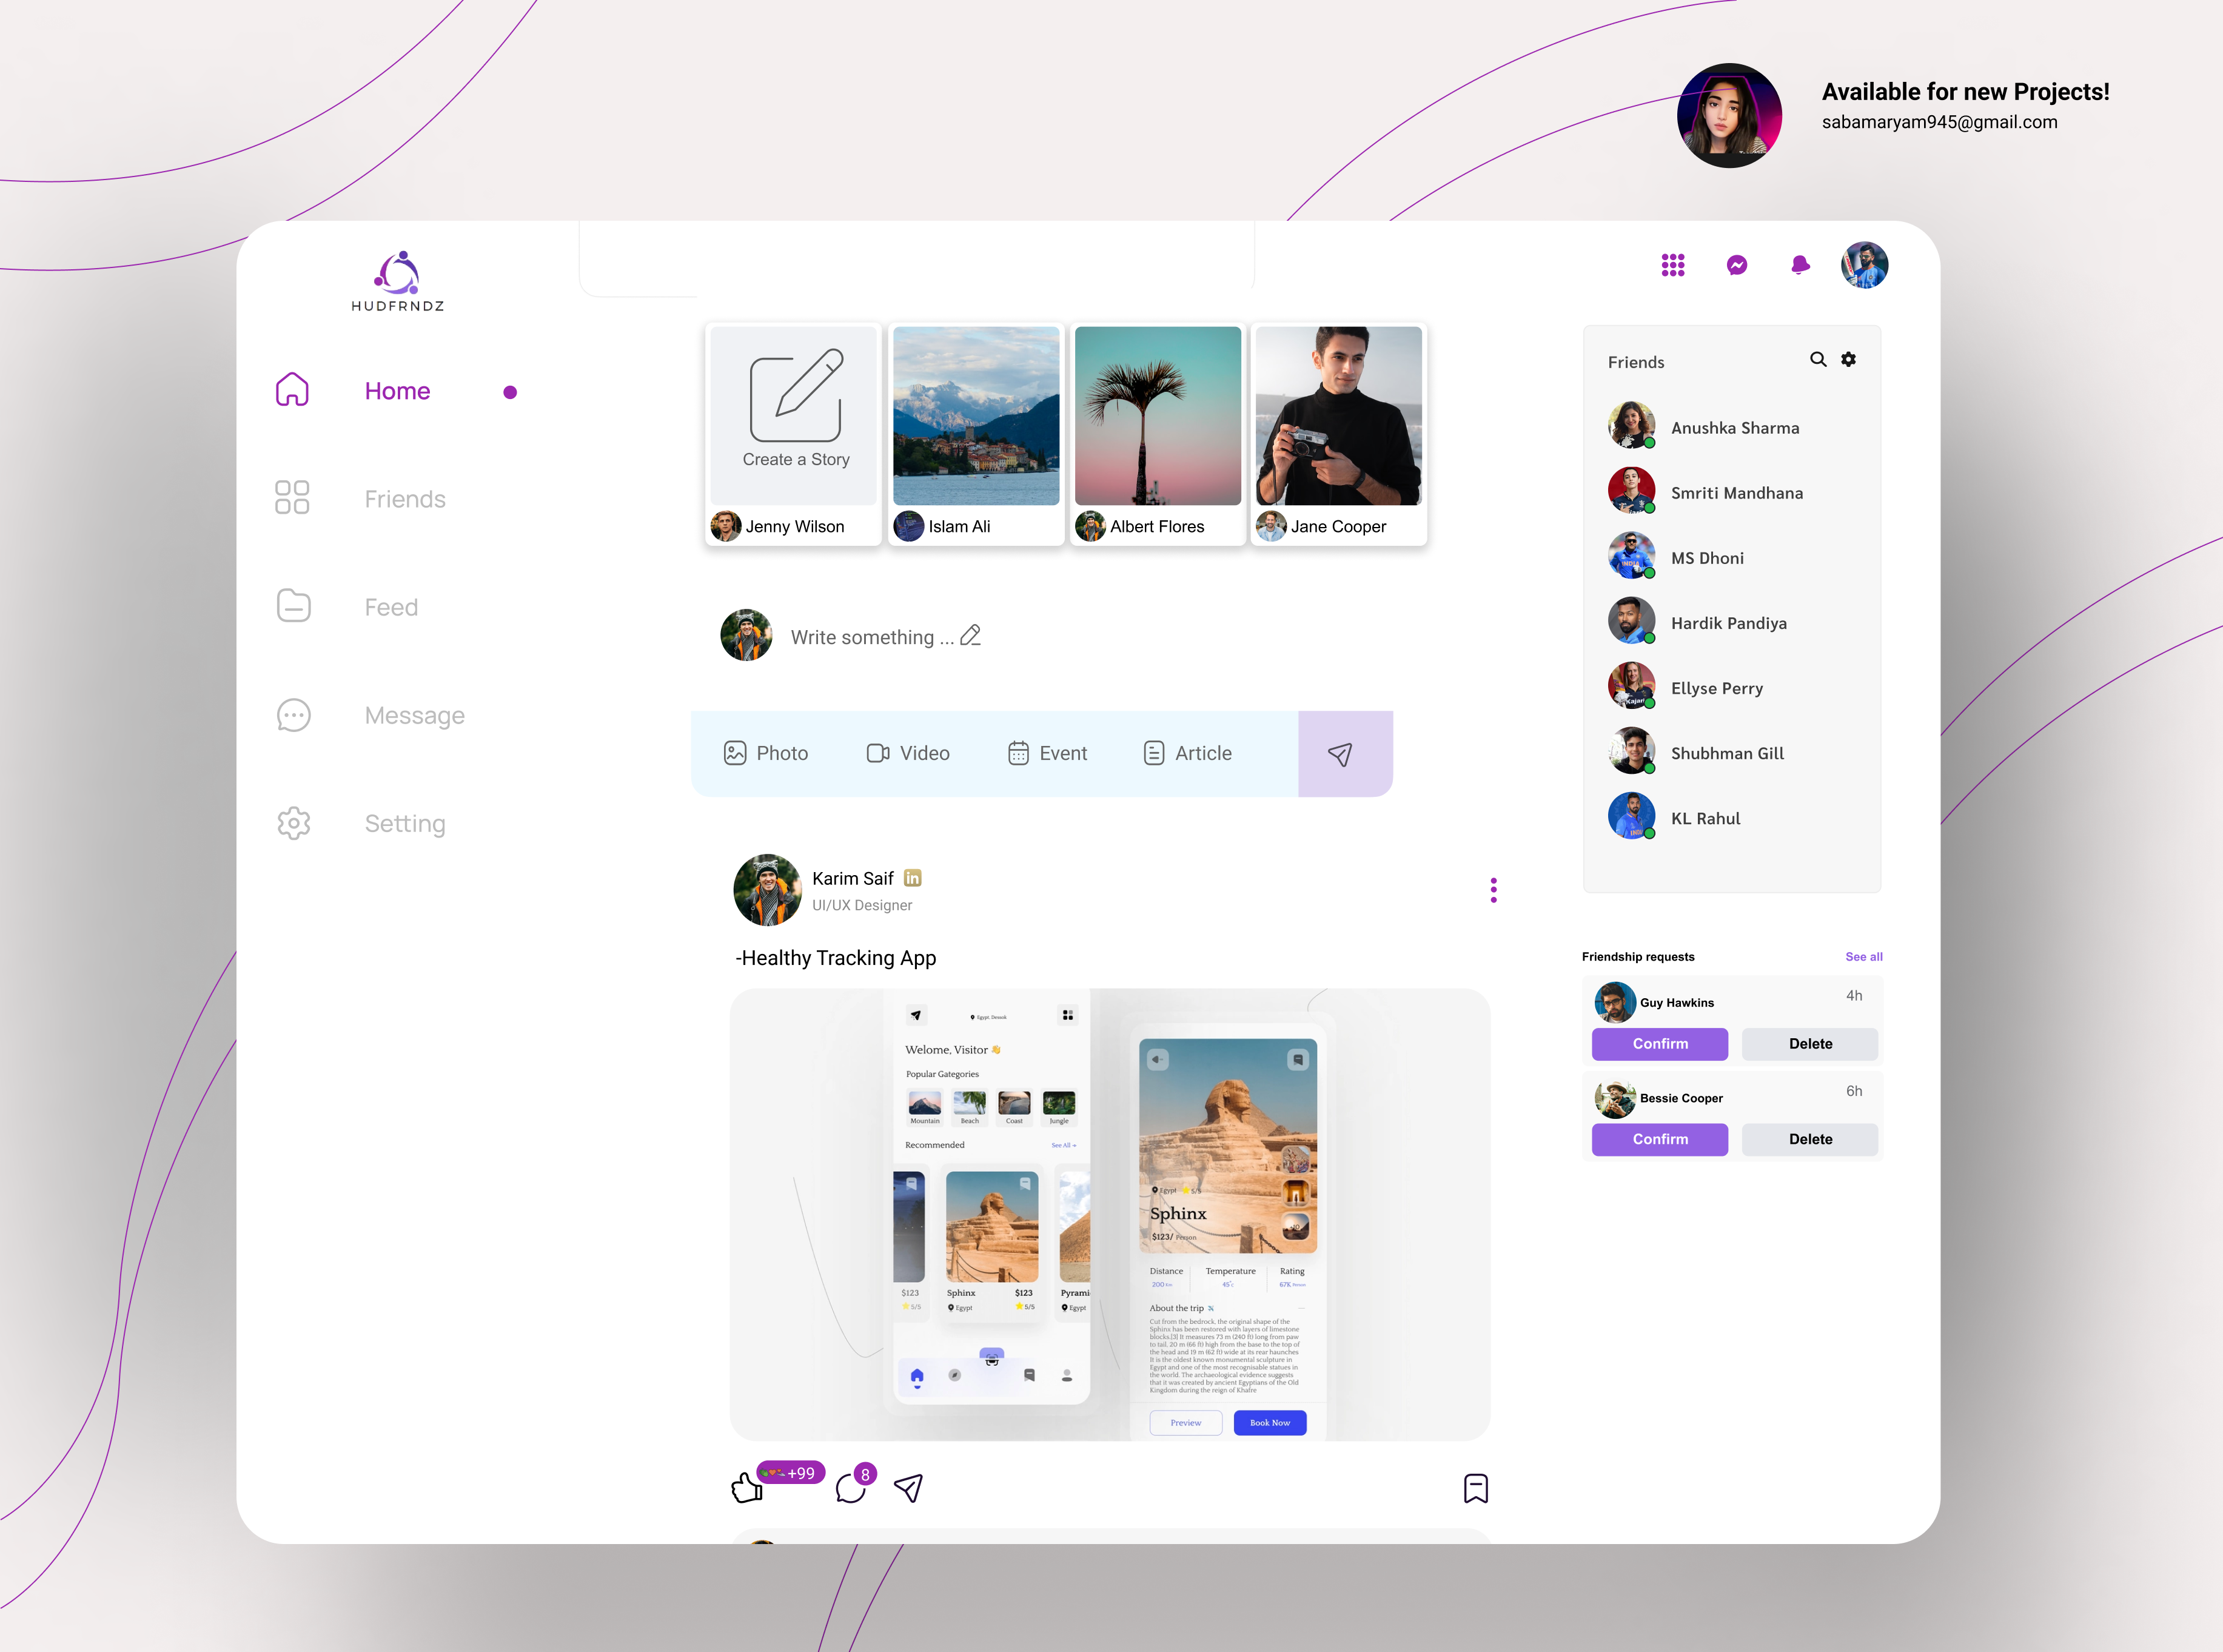 Available for new Projects!
sabamaryam945@gmail.com
HUDFRNDZ
Home
Friends
Feed
Message
Setting
Create a Story
Jenny Wilson
Islam Ali
Albert Flores
Jane Cooper
Write something ...
Photo
Video
Event
Article
Karim Saif in
UI/UX Designer
-Healthy Tracking App
Egypt, Desouk
Welome, Visitor 👋
Popular Gategories
Mountain
Beach
Coast
Jungle
Recommended
See All →
$123
5/5
Sphinx $123
Egypt 5/5
Pyrami
Egypt
Egypt 5/5
Sphinx
$123/ Person
Distance Temperature Rating
200 45°c 67K
About the trip
Cut from the bedrock, the original shape of the
Sphinx has been restored with layers of limestone
blocks.[3] It measures 73 m (240 ft) long from paw
to tail, 20 m (66 ft) high from the base to the top of
the head and 19 m (62 ft) wide at its rear haunches
It is the oldest known monumental sculpture in
Egypt and one of the most recognisable statues in
the world. The archaeological evidence suggests
that it was created by ancient Egyptians of the Old
Kingdom during the reign of Khafre
Preview
Book Now
+99
8
Friends
Anushka Sharma
Smriti Mandhana
MS Dhoni
Hardik Pandiya
Ellyse Perry
Shubhman Gill
KL Rahul
Friendship requests
See all
Guy Hawkins
4h
Confirm
Delete
Bessie Cooper
6h
Confirm
Delete